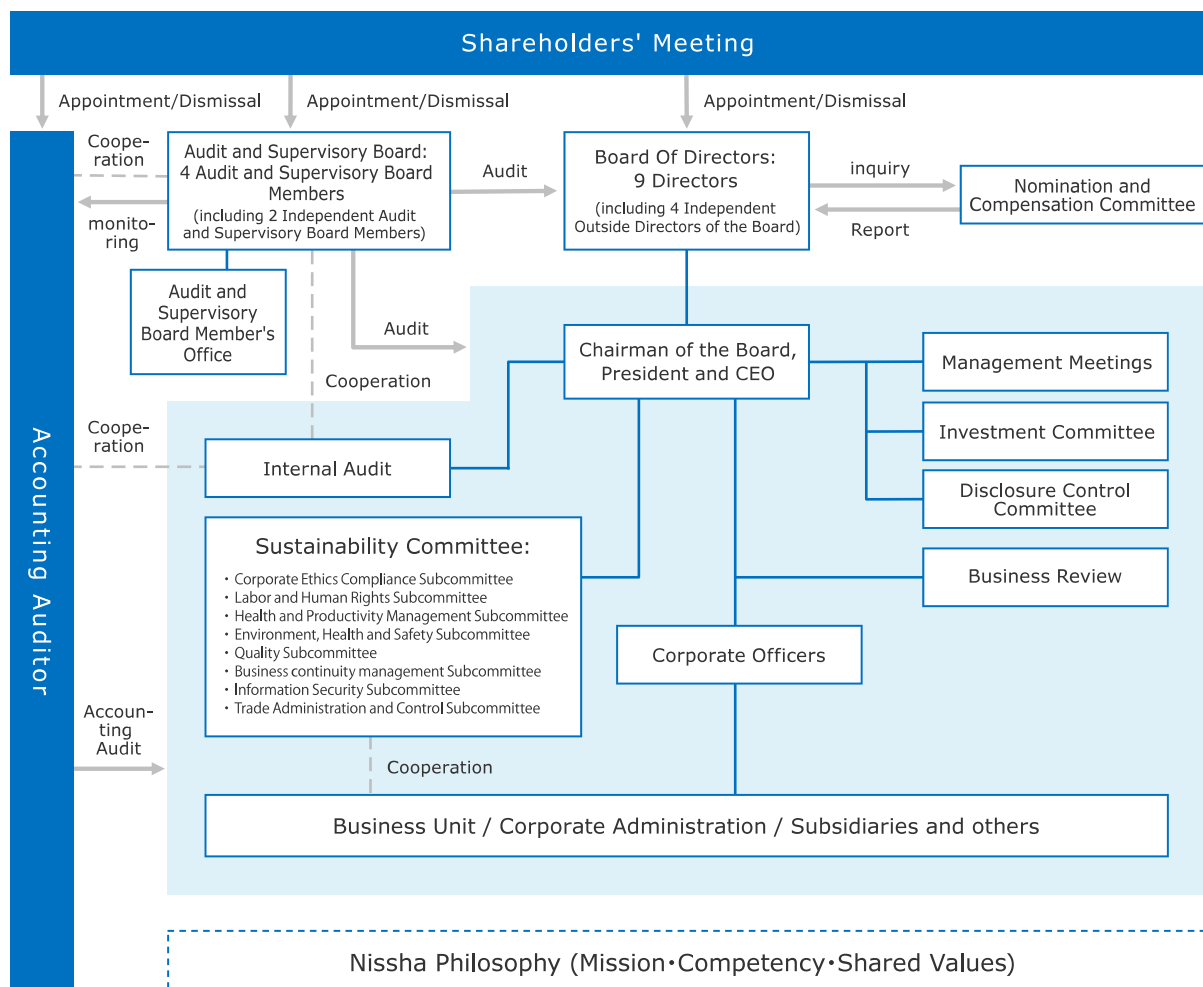 Shareholders' Meeting
Appointment/Dismissal
Appointment/Dismissal
Appointment/Dismissal
Accounting Auditor
Coope-
ration
monito-
ring
Audit and Supervisory Board:
4 Audit and Supervisory Board
Members
(including 2 Independent Audit
and Supervisory Board Members)
Audit
Board Of Directors:
9 Directors
(including 4 Independent
Outside Directors of the Board)
inquiry
Report
Nomination and
Compensation Committee
Audit and
Supervisory
Board Member's
Office
Audit
Cooperation
Chairman of the Board,
President and CEO
Management Meetings
Investment Committee
Disclosure Control
Committee
Business Review
Coope-
ration
Internal Audit
Sustainability Committee:
・Corporate Ethics Compliance Subcommittee
・Labor and Human Rights Subcommittee
・Health and Productivity Management Subcommittee
・Environment, Health and Safety Subcommittee
・Quality Subcommittee
・Business continuity management Subcommittee
・Information Security Subcommittee
・Trade Administration and Control Subcommittee
Corporate Officers
Accoun-
ting
Audit
Cooperation
Business Unit / Corporate Administration / Subsidiaries and others
Nissha Philosophy (Mission・Competency・Shared Values)